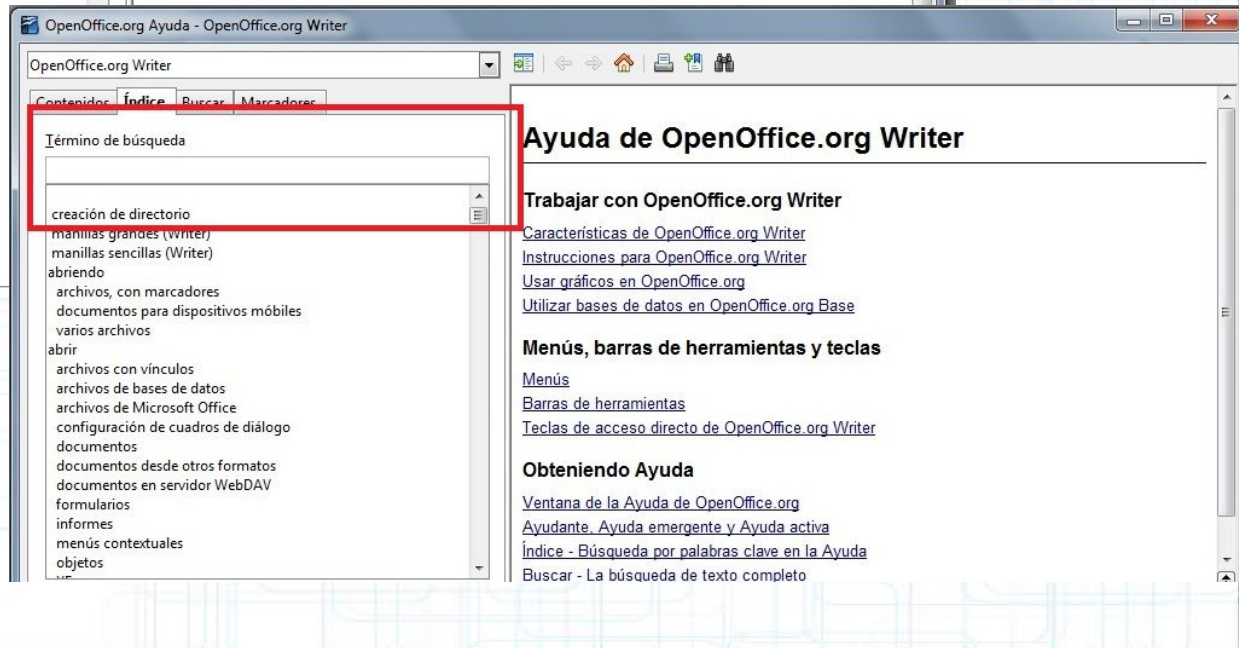 OpenOffice.org Ayuda - OpenOffice.org Writer
OpenOffice.org Writer
Contenidos Índice Buscar Marcadores
Término de búsqueda
creación de directorio
manillas grandes (Writer)
manillas sencillas (Writer)
abriendo
archivos, con marcadores
documentos para dispositivos móbiles
varios archivos
abrir
archivos con vínculos
archivos de bases de datos
archivos de Microsoft Office
configuración de cuadros de diálogo
documentos
documentos desde otros formatos
documentos en servidor WebDAV
formularios
informes
menús contextuales
objetos
Ayuda de OpenOffice.org Writer
Trabajar con OpenOffice.org Writer
Características de OpenOffice.org Writer
Instrucciones para OpenOffice.org Writer
Usar gráficos en OpenOffice.org
Utilizar bases de datos en OpenOffice.org Base
Menús, barras de herramientas y teclas
Menús
Barras de herramientas
Teclas de acceso directo de OpenOffice.org Writer
Obteniendo Ayuda
Ventana de la Ayuda de OpenOffice.org
Ayudante, Ayuda emergente y Ayuda activa
Índice - Búsqueda por palabras clave en la Ayuda
Buscar - La búsqueda de texto completo